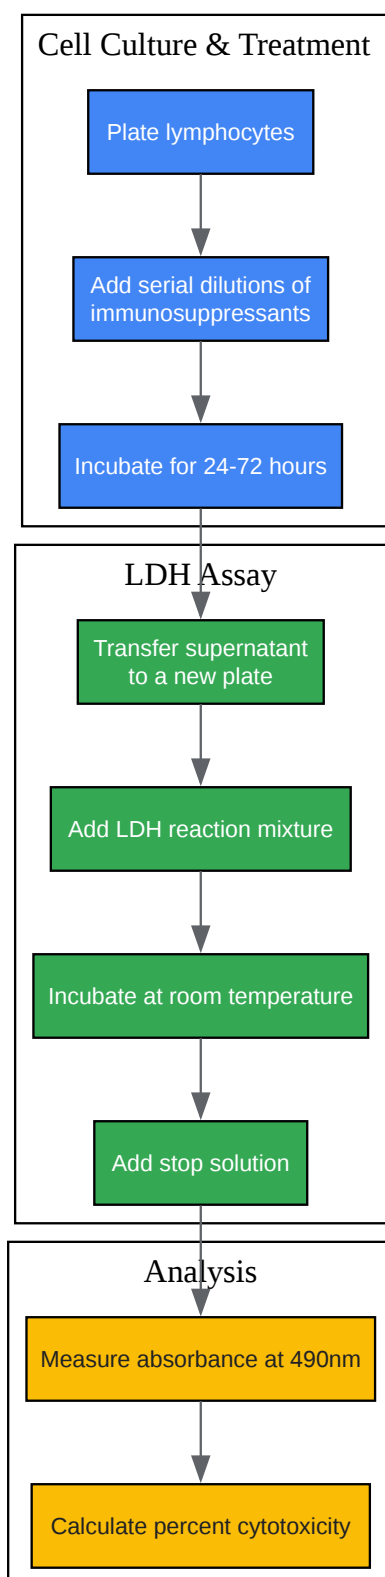 Cell Culture & Treatment
Plate lymphocytes
Add serial dilutions of
immunosuppressants
Incubate for 24-72 hours
LDH Assay
Transfer supernatant
to a new plate
Add LDH reaction mixture
Incubate at room temperature
Add stop solution
Analysis
Measure absorbance at 490nm
Calculate percent cytotoxicity